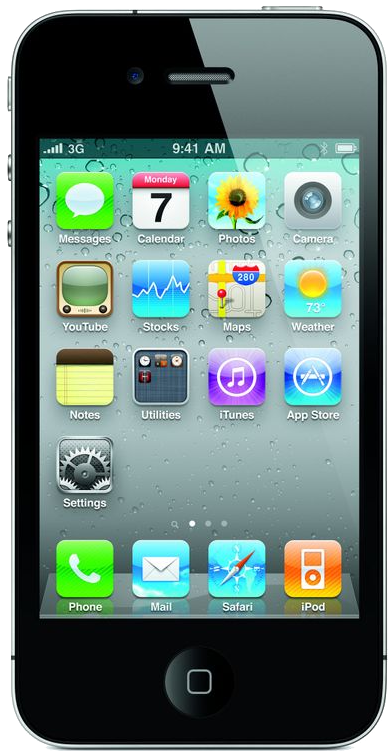 3G 9:41 AM
Monday
7
Messages Calendar Photos Camera
280
73°
YouTube Stocks Maps Weather
Notes Utilities iTunes App Store
Settings
Phone Mail Safari iPod